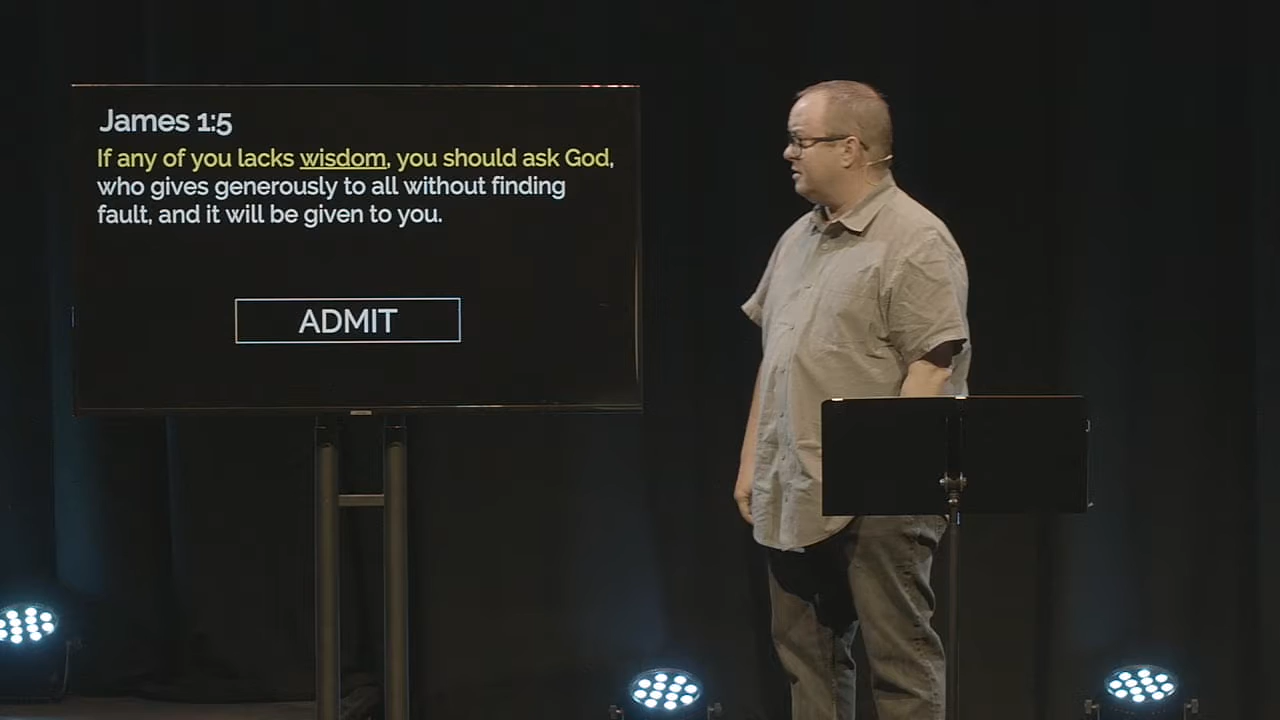 James 1:5
If any of you lacks wisdom, you should ask God,
who gives generously to all without finding
fault, and it will be given to you.
ADMIT